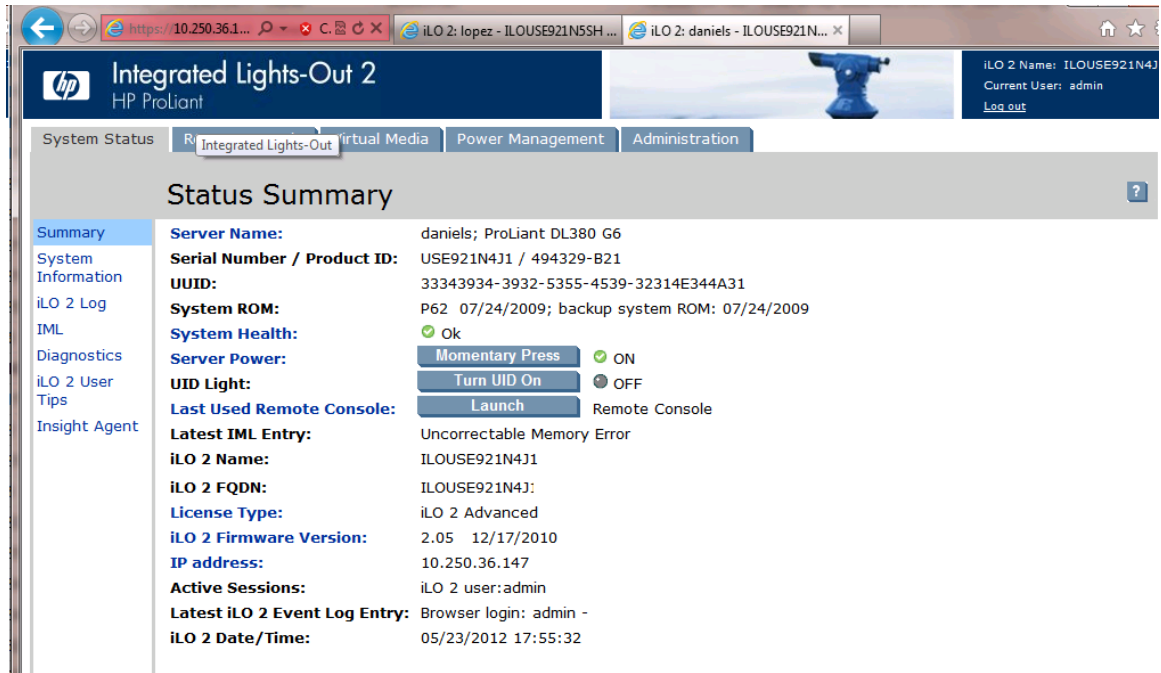 https://10.250.36.1...
iLO 2: lopez - ILOUSE921N5SH ...
iLO 2: daniels - ILOUSE921N...
hp
Integrated Lights-Out 2
HP ProLiant
iLO 2 Name: ILOUSE921N4J
Current User: admin
Log out
System Status
Virtual Media
Power Management
Administration
Integrated Lights-Out
Status Summary
?
Summary
System
Information
iLO 2 Log
IML
Diagnostics
iLO 2 User
Tips
Insight Agent
Server Name: daniels; ProLiant DL380 G6
Serial Number / Product ID: USE921N4J1 / 494329-B21
UUID: 33343934-3932-5355-4539-32314E344A31
System ROM: P62 07/24/2009; backup system ROM: 07/24/2009
System Health: Ok
Server Power: Momentary Press ON
UID Light: Turn UID On OFF
Last Used Remote Console: Launch Remote Console
Latest IML Entry: Uncorrectable Memory Error
iLO 2 Name: ILOUSE921N4J1
iLO 2 FQDN: ILOUSE921N4J1
License Type: iLO 2 Advanced
iLO 2 Firmware Version: 2.05 12/17/2010
IP address: 10.250.36.147
Active Sessions: iLO 2 user:admin
Latest iLO 2 Event Log Entry: Browser login: admin -
iLO 2 Date/Time: 05/23/2012 17:55:32